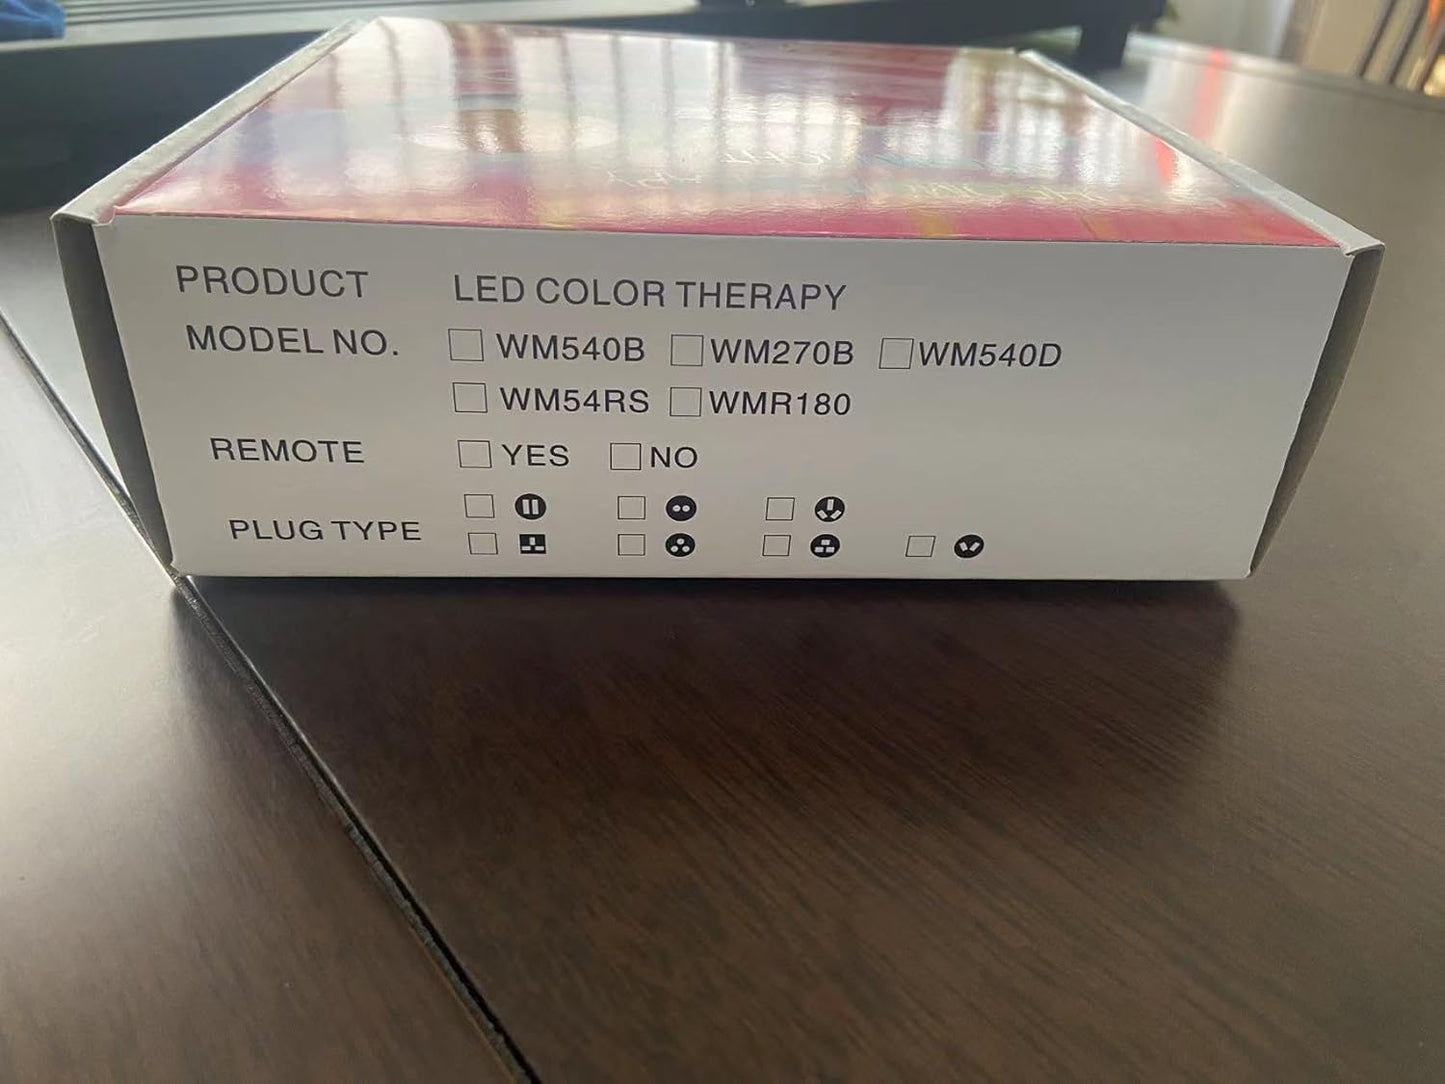 PRODUCT LED COLOR THERAPY
MODEL NO. WM540B WM270B WM540D
WM54RS WMR180
REMOTE YES NO
PLUG TYPE